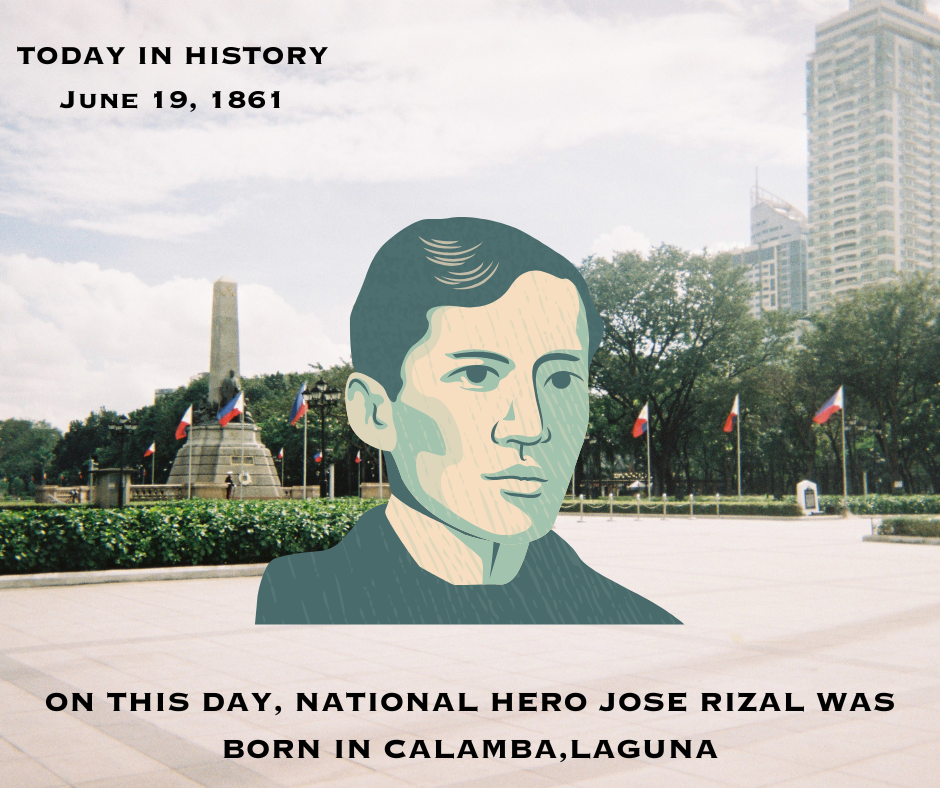 TODAY IN HISTORY
June 19, 1861
ON THIS DAY, NATIONAL HERO JOSE RIZAL WAS
BORN IN CALAMBA,LAGUNA